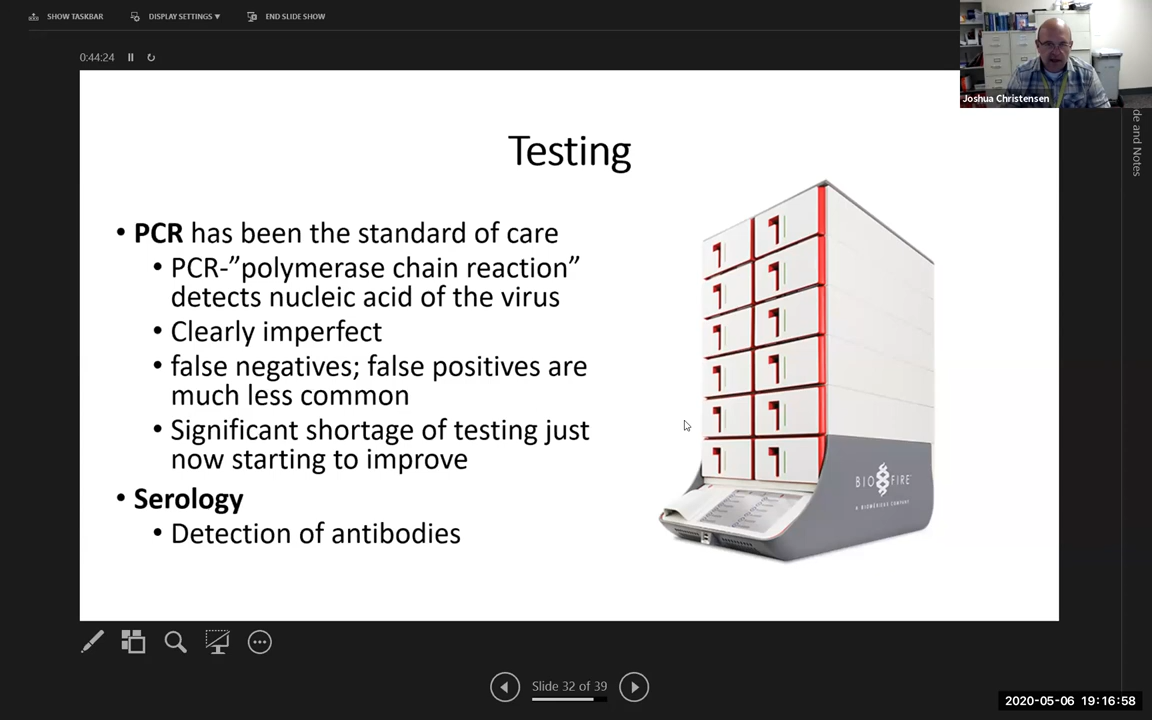 SHOW TASKBAR
DISPLAY SETTINGS ▼
END SLIDE SHOW
0:44:24
Joshua Christensen
de and Notes
Testing
• PCR has been the standard of care
• PCR-”polymerase chain reaction”
detects nucleic acid of the virus
• Clearly imperfect
• false negatives; false positives are
much less common
• Significant shortage of testing just
now starting to improve
• Serology
• Detection of antibodies
BIOFIRE
A BIOMÉRIEUX COMPANY
Slide 32 of 39
2020-05-06 19:16:58